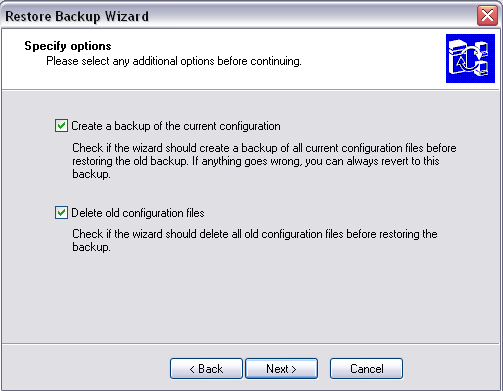 Restore Backup Wizard
Specify options
Please select any additional options before continuing.
Create a backup of the current configuration
Check if the wizard should create a backup of all current configuration files before
restoring the old backup. If anything goes wrong, you can always revert to this
backup.
Delete old configuration files
Check if the wizard should delete all old configuration files before restoring the
backup.
< Back
Next >
Cancel